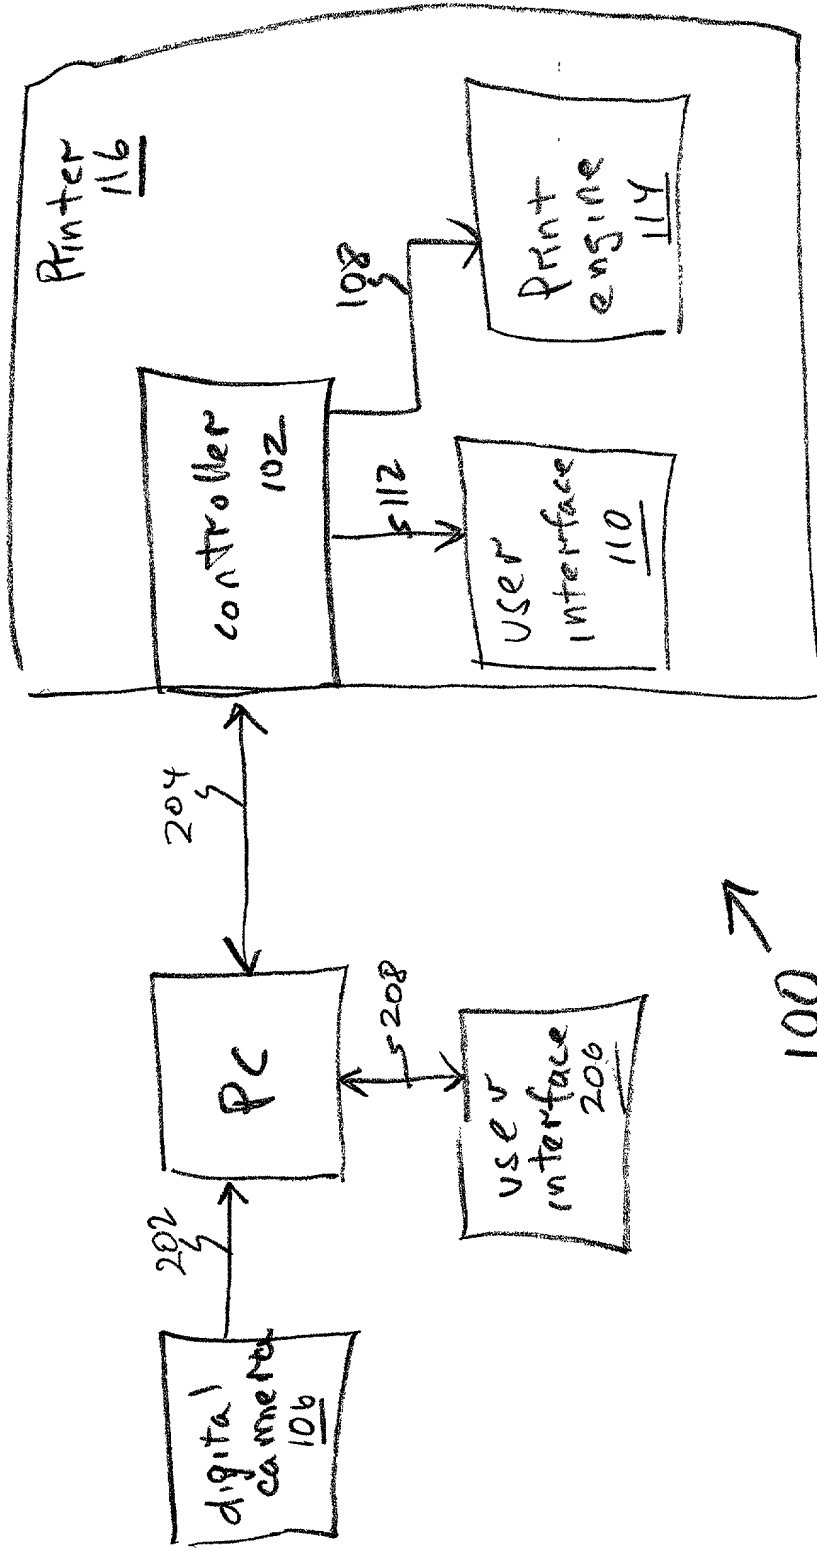 Printer
116
controller
102
108
112
Print
engine
114
user
interface
110
204
PC
208
user
interface
206
202
digital
camera
106
100